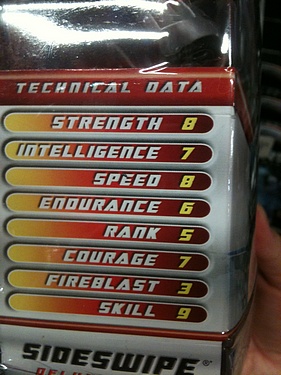 TECHNICAL DATA
STRENGTH 8
INTELLIGENCE 7
SPEED 8
ENDURANCE 6
RANK 5
COURAGE 7
FIREBLAST 3
SKILL 9
SIDESWIPE®
DELUXE